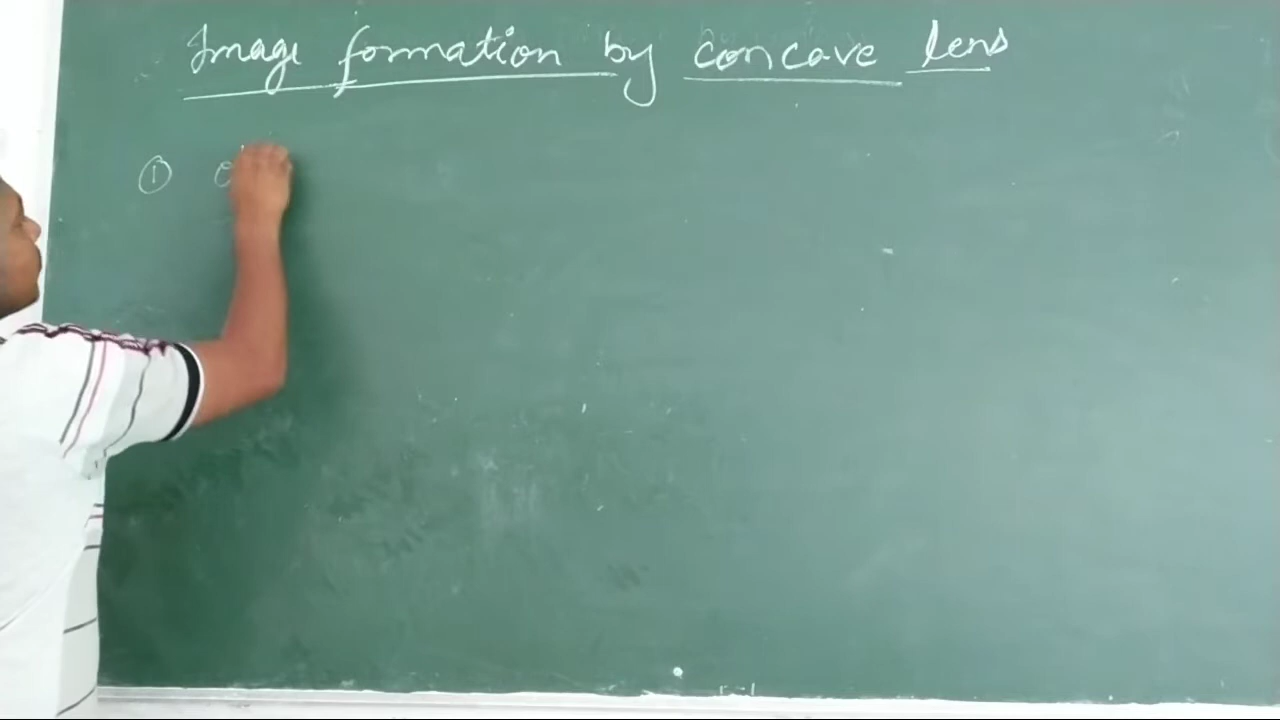 Image formation by concave lens
①